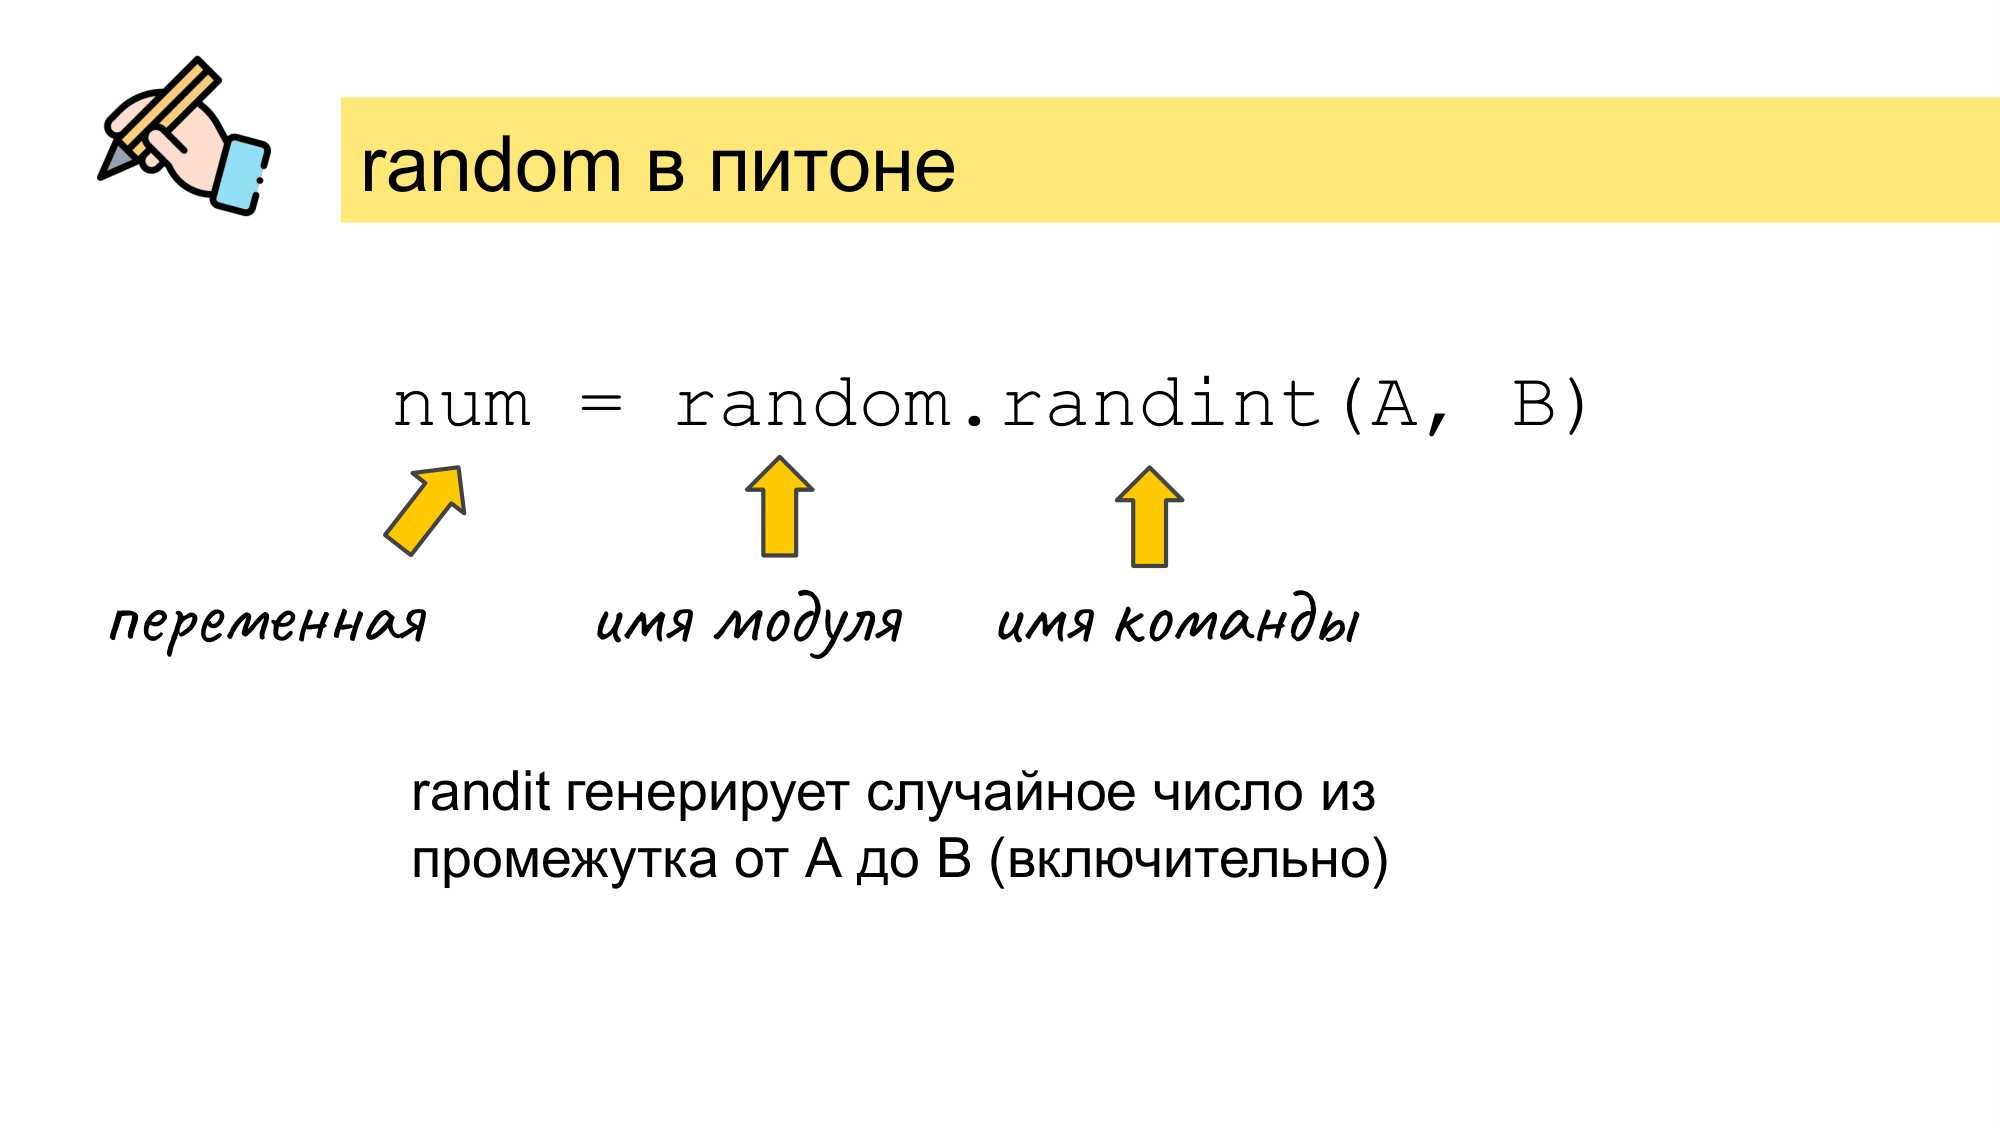 random в питоне
num = random.randint(A, B)
переменная имя модуля имя команды
randit генерирует случайное число из
промежутка от A до B (включительно)